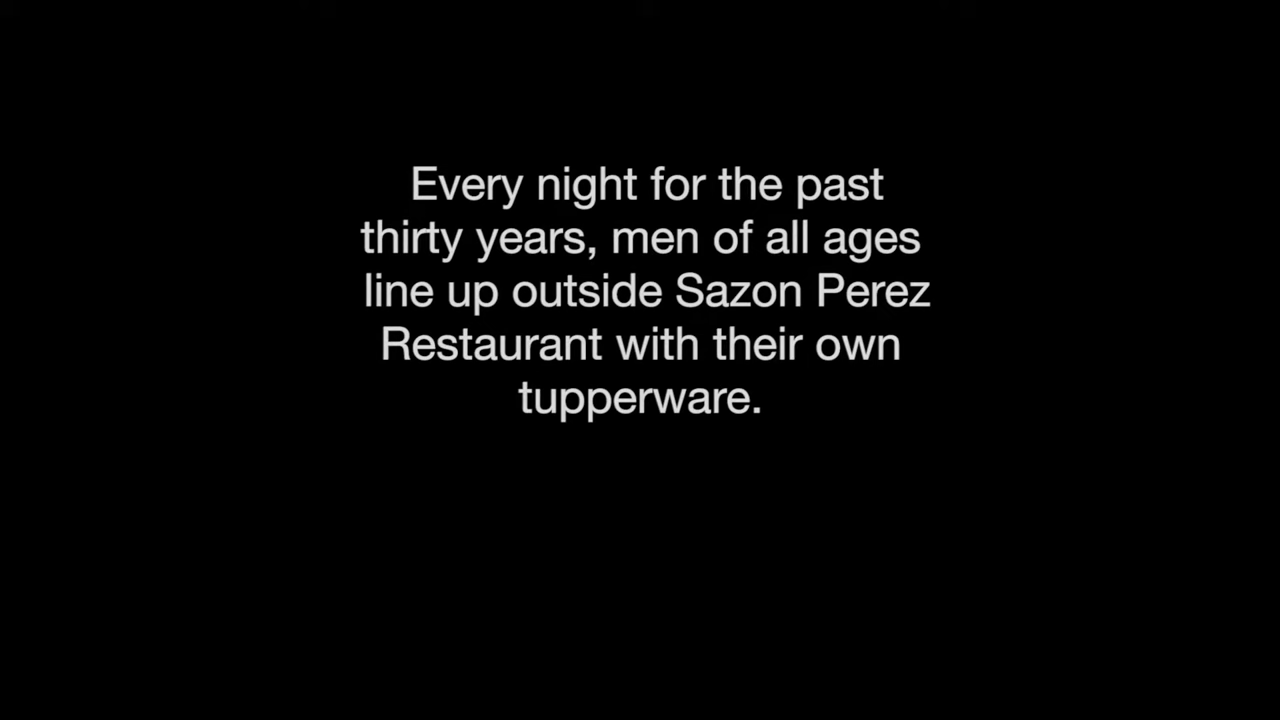 Every night for the past
thirty years, men of all ages
line up outside Sazon Perez
Restaurant with their own
tupperware.